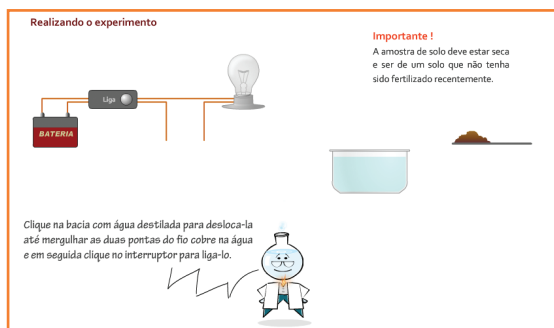 Realizando o experimento
Importante !
A amostra de solo deve estar seca
e ser de um solo que não tenha
sido fertilizado recentemente.
Liga
BATERIA
Clique na bacia com água destilada para desloca-la
até mergulhar as duas pontas do fio cobre na água
e em seguida clique no interruptor para liga-lo.